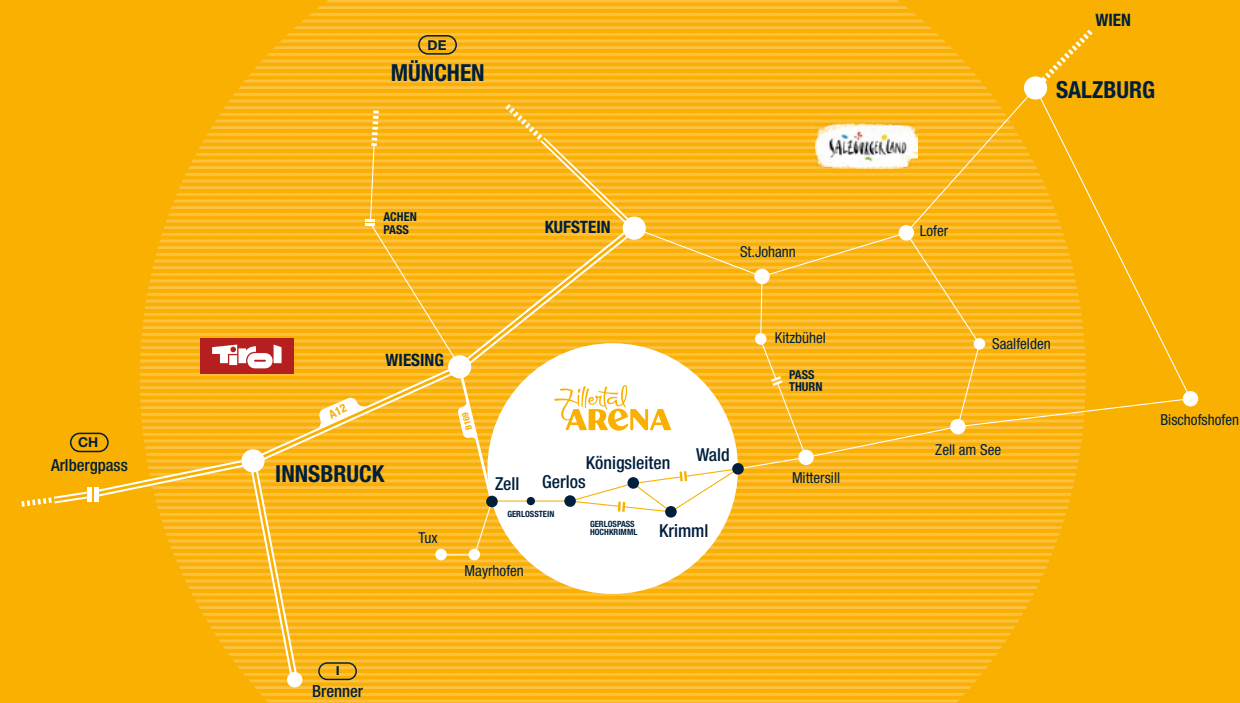 WIEN
DE
MÜNCHEN
SALZBURG
SALZBURGERLAND
ACHEN
PASS
KUFSTEIN
Lofer
St.Johann
Kitzbühel
Saalfelden
Tirol
WIESING
PASS
THURN
A12
B169
Zillertal
ARENA
Bischofshofen
CH
Arlbergpass
INNSBRUCK
Zell
Gerlos
Königsleiten
Wald
Zell am See
Mittersill
GERLOSSTEIN
GERLOSPASS
HOCHKRIMML
Krimml
Tux
Mayrhofen
I
Brenner